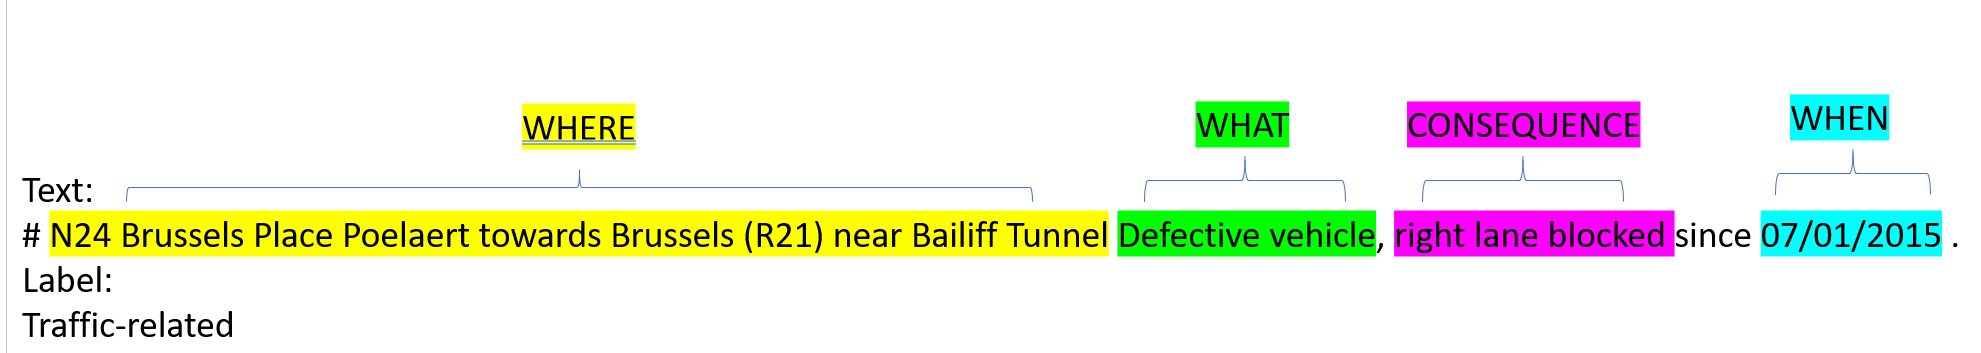 WHERE WHAT CONSEQUENCE WHEN
Text:
# N24 Brussels Place Poelaert towards Brussels (R21) near Bailiff Tunnel Defective vehicle, right lane blocked since 07/01/2015 .
Label:
Traffic-related